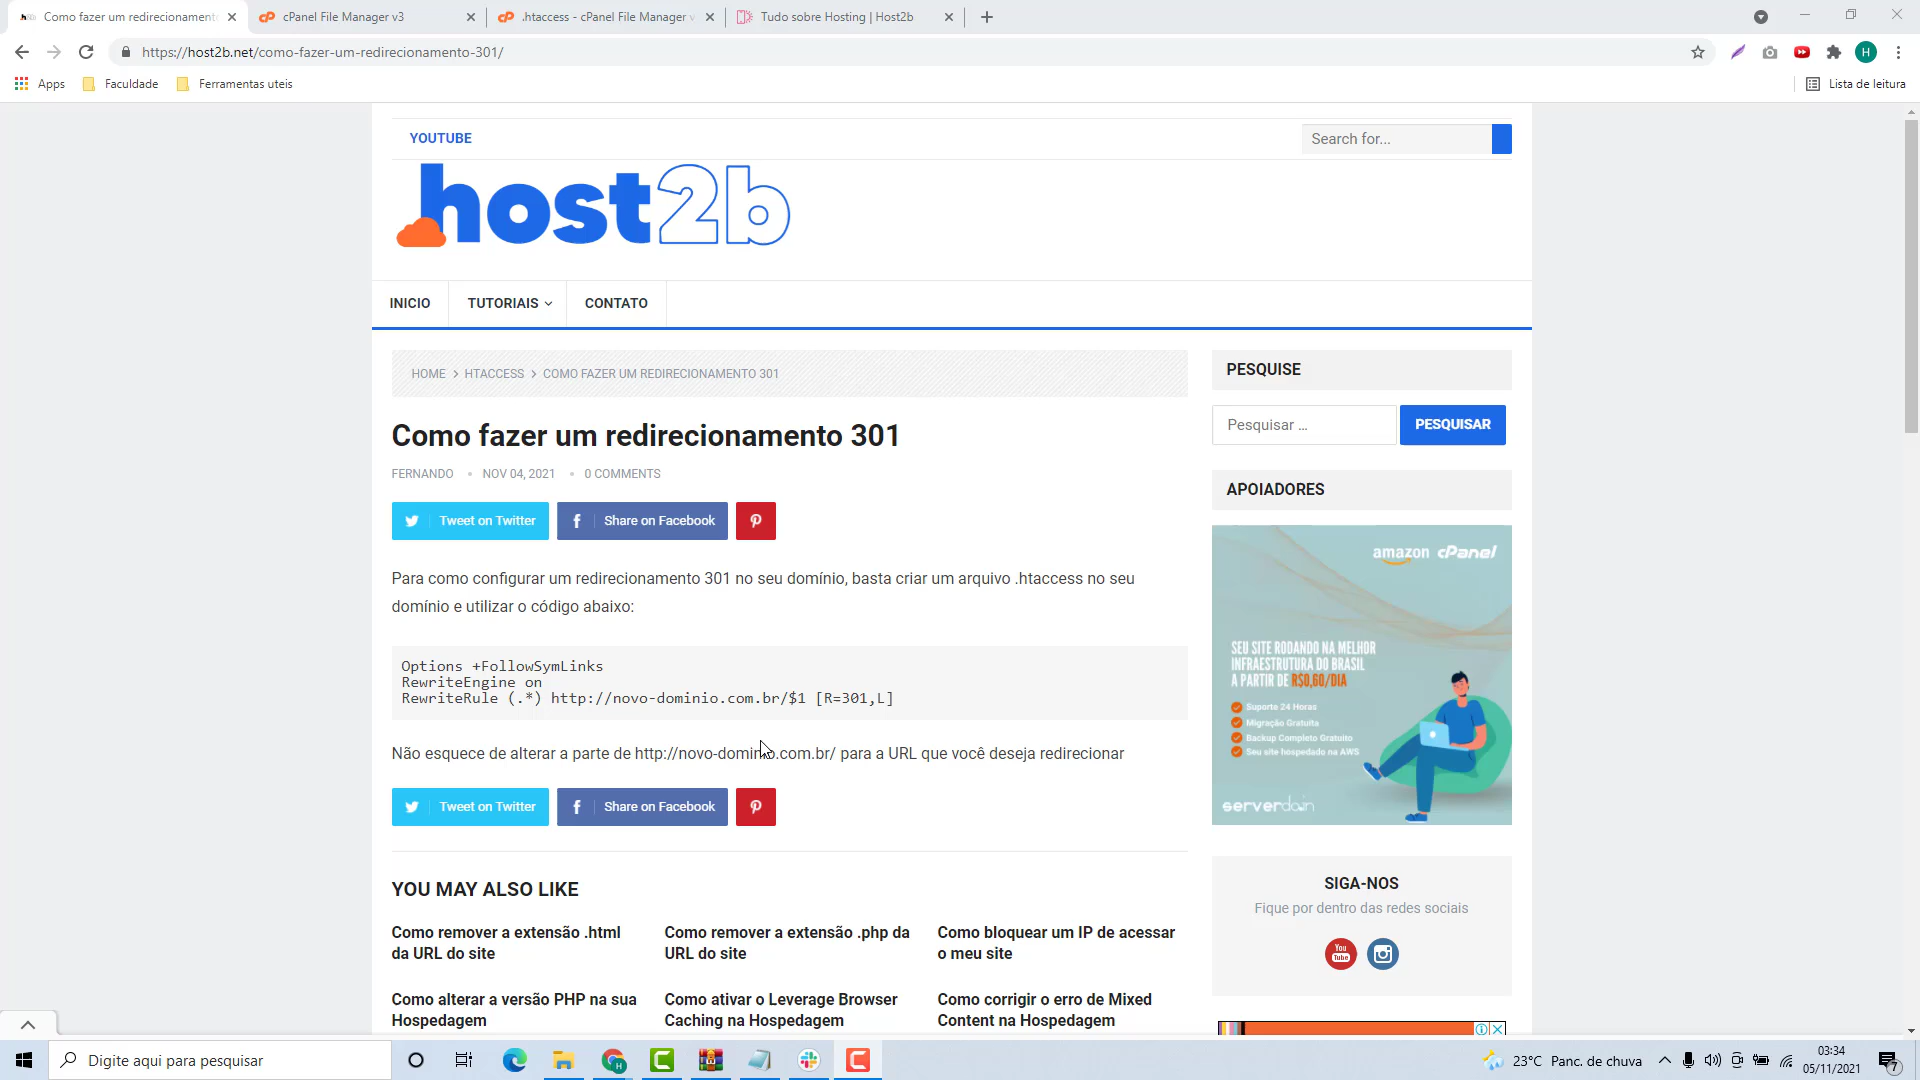 Como fazer um redirecionament
cPanel File Manager v3
.htaccess - cPanel File Manager v
Tudo sobre Hosting | Host2b
https://host2b.net/como-fazer-um-redirecionamento-301/
H
Apps
Faculdade
Ferramentas uteis
Lista de leitura
YOUTUBE
Search for...
host2b
INICIO
TUTORIAIS
CONTATO
HOME > HTACCESS > COMO FAZER UM REDIRECIONAMENTO 301
PESQUISE
Pesquisar ...
PESQUISAR
Como fazer um redirecionamento 301
FERNANDO • NOV 04, 2021 • 0 COMMENTS
APOIADORES
Tweet on Twitter
Share on Facebook
Para como configurar um redirecionamento 301 no seu domínio, basta criar um arquivo .htaccess no seu
domínio e utilizar o código abaixo:
Options +FollowSymLinks
RewriteEngine on
RewriteRule (.*) http://novo-dominio.com.br/$1 [R=301,L]
Não esquece de alterar a parte de http://novo-dominio.com.br/ para a URL que você deseja redirecionar
Tweet on Twitter
Share on Facebook
amazon cPanel
SEU SITE RODANDO NA MELHOR
INFRAESTRUTURA DO BRASIL
A PARTIR DE R$0,60/DIA
Suporte 24 Horas
Migração Gratuita
Backup Completo Gratuito
Seu site hospedado na AWS
serverdoin
YOU MAY ALSO LIKE
Como remover a extensão .html
da URL do site
Como remover a extensão .php da
URL do site
Como bloquear um IP de acessar
o meu site
Como alterar a versão PHP na sua
Hospedagem
Como ativar o Leverage Browser
Caching na Hospedagem
Como corrigir o erro de Mixed
Content na Hospedagem
SIGA-NOS
Fique por dentro das redes sociais
You
Tube
Digite aqui para pesquisar
23°C Panc. de chuva
03:34
05/11/2021
7